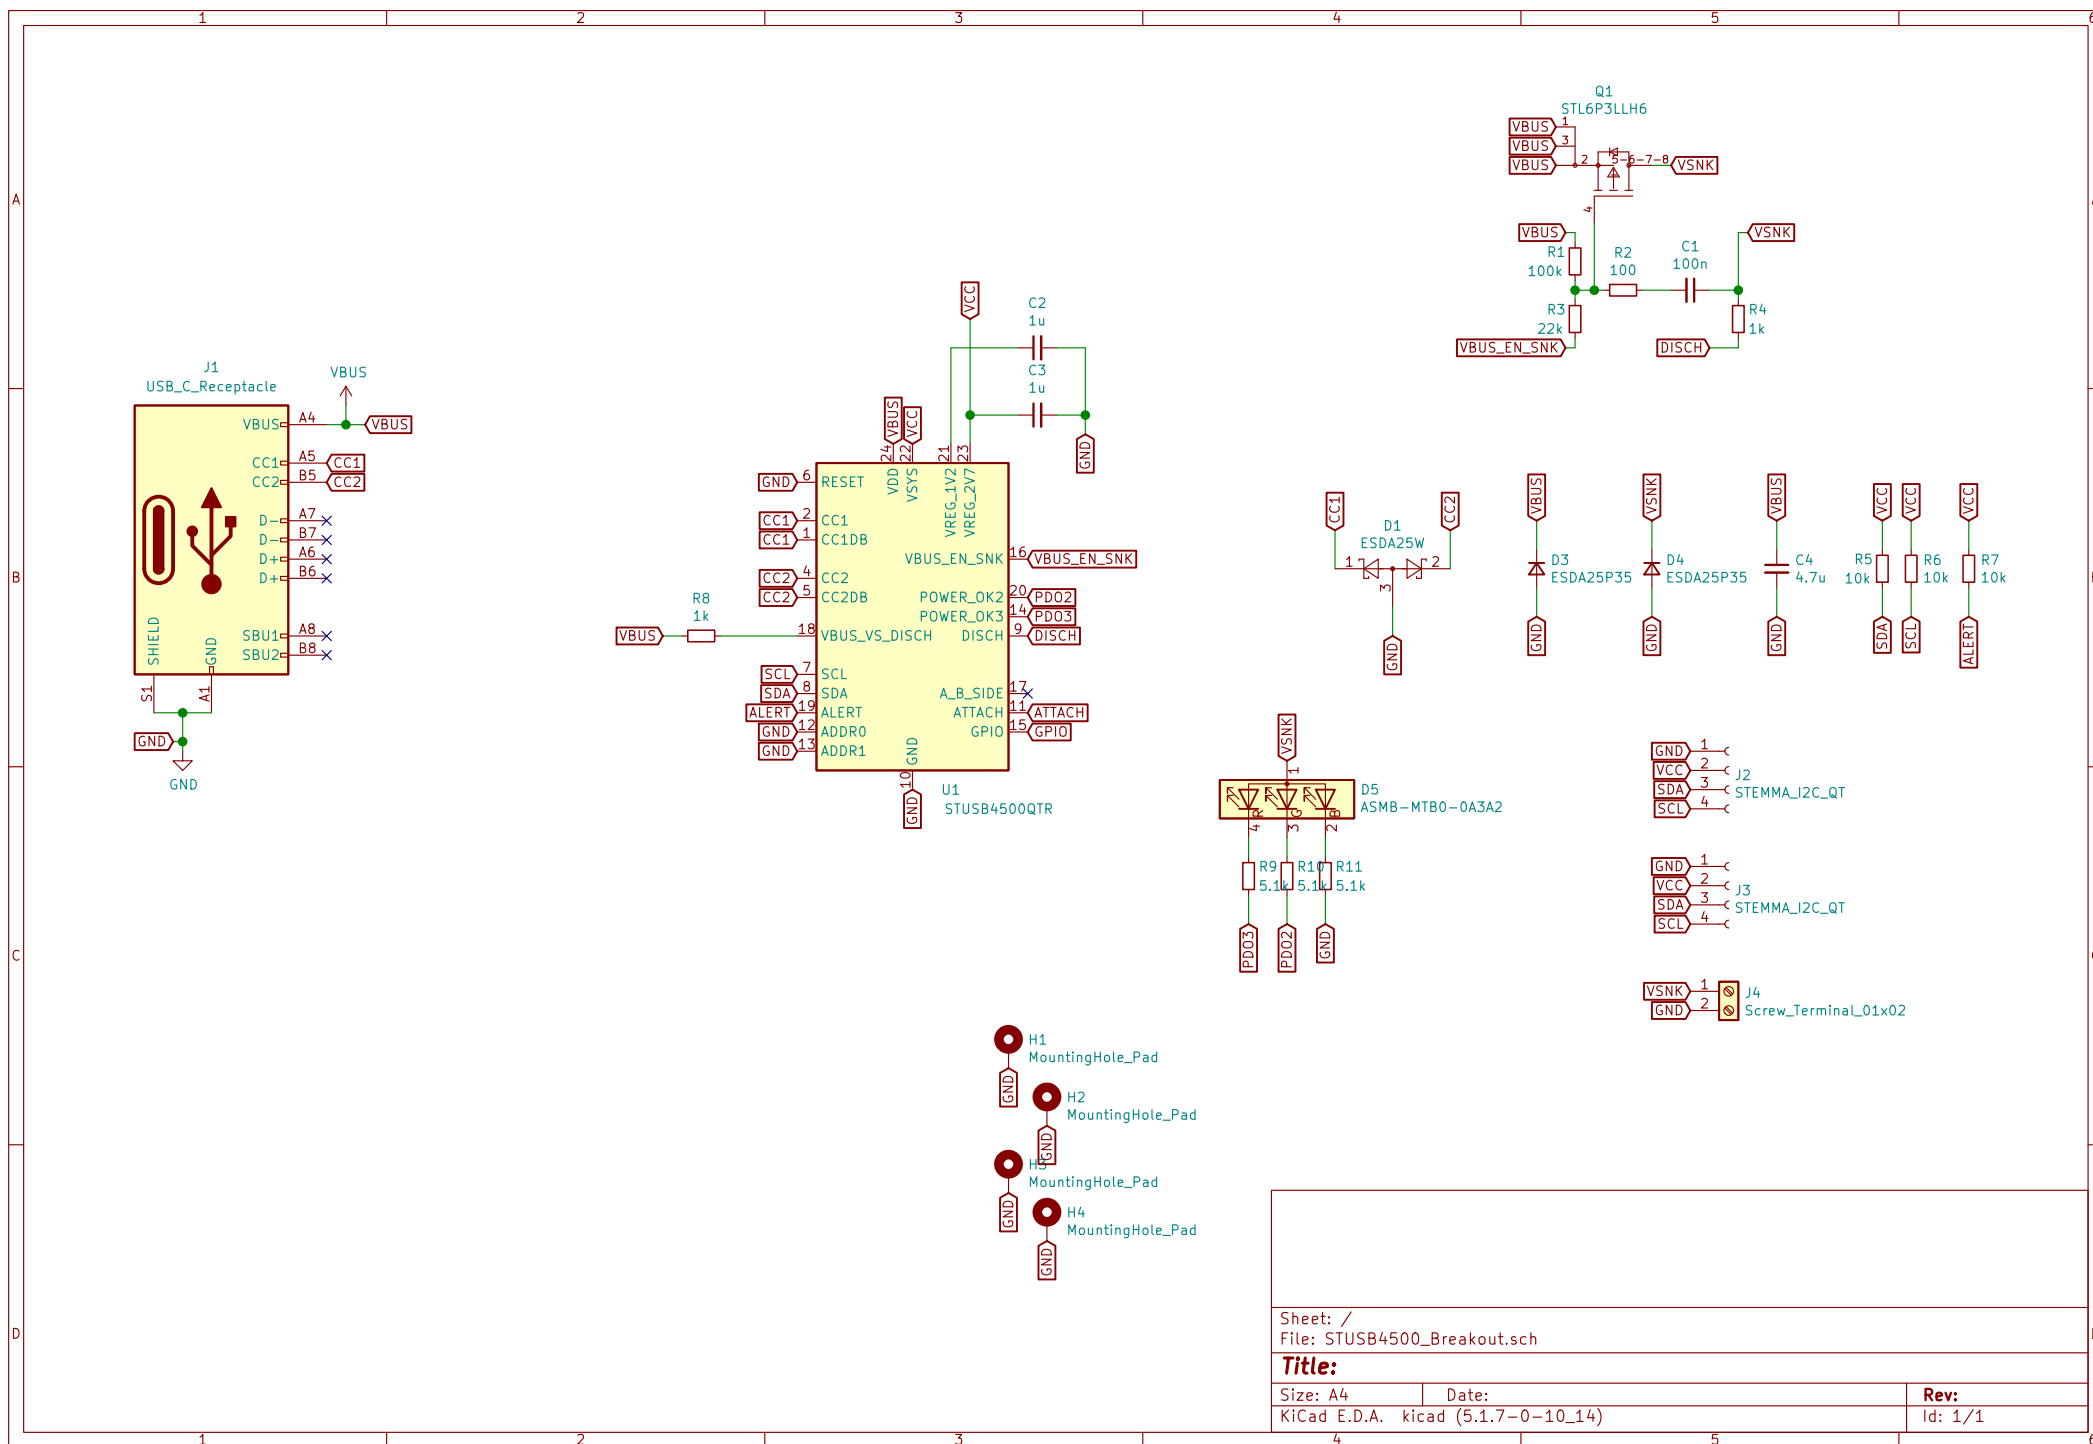 1 2 3 4 5 6
A
B
C
D
J1
USB_C_Receptacle
VBUS
VBUS A4 VBUS
CC1 A5 CC1
CC2 B5 CC2
D- A7
D- B7
D+ A6
D+ B6
SBU1 A8
SBU2 B8
SHIELD GND
S1 A1
GND
GND
R8
1k
VBUS
VCC
C2
1u
C3
1u
GND
VBUS VCC
24 22 21 23
VDD VSYS VREG_1V2 VREG_2V7
GND 6 RESET
CC1 2 CC1
CC1 1 CC1DB
CC2 4 CC2
CC2 5 CC2DB
18 VBUS_VS_DISCH
SCL 7 SCL
SDA 8 SDA
ALERT 19 ALERT
GND 12 ADDR0
GND 13 ADDR1
VBUS_EN_SNK 16 VBUS_EN_SNK
POWER_OK2 20 PDO2
POWER_OK3 14 PDO3
DISCH 9 DISCH
A_B_SIDE 17
ATTACH 11 ATTACH
GPIO 15 GPIO
GND
10
GND
U1
STUSB4500QTR
Q1
STL6P3LLH6
VBUS 1
VBUS 3
VBUS 2 5-6-7-8 VSNK
4
VBUS
R1
100k
R2
100
C1
100n
VSNK
R3
22k
R4
1k
VBUS_EN_SNK
DISCH
CC1 CC2
D1
ESDA25W
1 2
3
GND
VBUS
D3
ESDA25P35
GND
VSNK
D4
ESDA25P35
GND
VBUS
C4
4.7u
GND
VCC
R5
10k
SDA
VCC
R6
10k
SCL
VCC
R7
10k
ALERT
VSNK
1
D5
ASMB-MTB0-0A3A2
R G B
4 3 2
R9
5.1k
R10
5.1k
R11
5.1k
PDO3 PDO2 GND
GND 1
VCC 2
SDA 3
SCL 4
J2
STEMMA_I2C_QT
GND 1
VCC 2
SDA 3
SCL 4
J3
STEMMA_I2C_QT
VSNK 1
GND 2
J4
Screw_Terminal_01x02
H1
MountingHole_Pad
GND
H2
MountingHole_Pad
GND
H3
MountingHole_Pad
GND
H4
MountingHole_Pad
GND
Sheet: /
File: STUSB4500_Breakout.sch
Title:
Size: A4 Date: Rev:
KiCad E.D.A. kicad (5.1.7-0-10_14) Id: 1/1
1 2 3 4 5 6